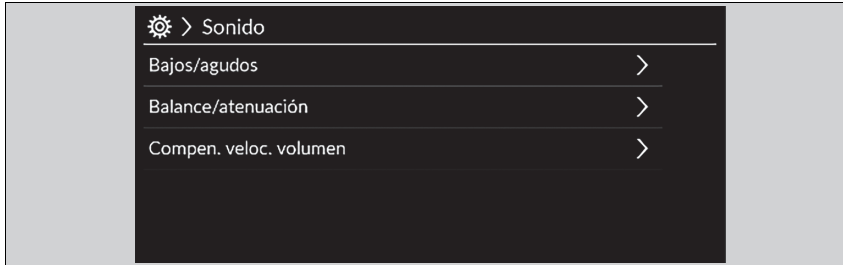 > Sonido
Bajos/agudos
Balance/atenuación
Compen. veloc. volumen